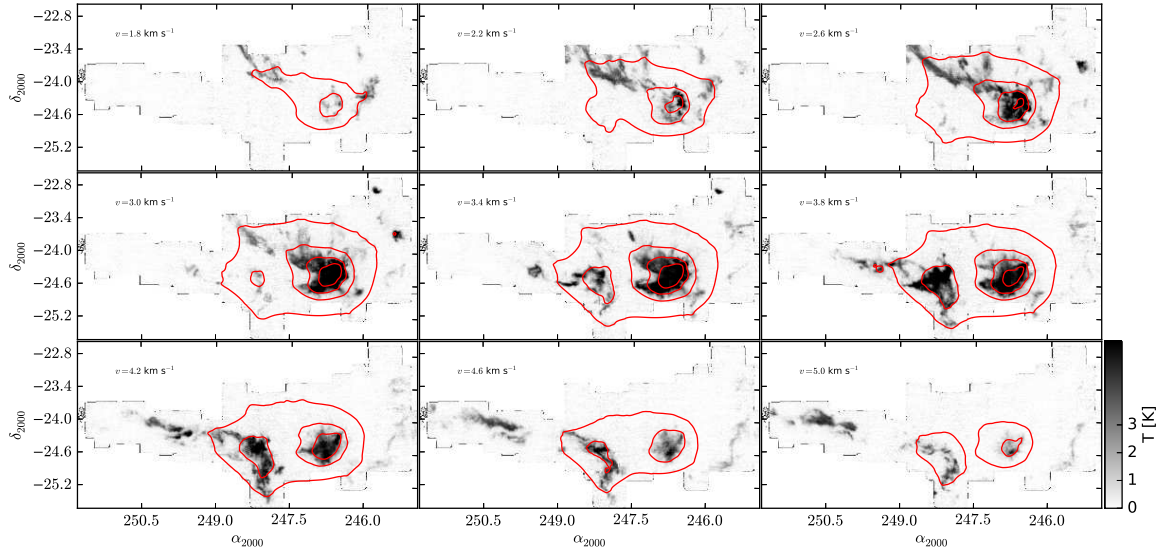 −22.8
−23.4
−24.0
−24.6
−25.2
δ2000
v=1.8 km s⁻¹
v=2.2 km s⁻¹
v=2.6 km s⁻¹
−22.8
−23.4
−24.0
−24.6
−25.2
δ2000
v=3.0 km s⁻¹
v=3.4 km s⁻¹
v=3.8 km s⁻¹
−22.8
−23.4
−24.0
−24.6
−25.2
δ2000
v=4.2 km s⁻¹
v=4.6 km s⁻¹
v=5.0 km s⁻¹
3
2
1
0
T [K]
250.5 249.0 247.5 246.0
250.5 249.0 247.5 246.0
250.5 249.0 247.5 246.0
α2000
α2000
α2000